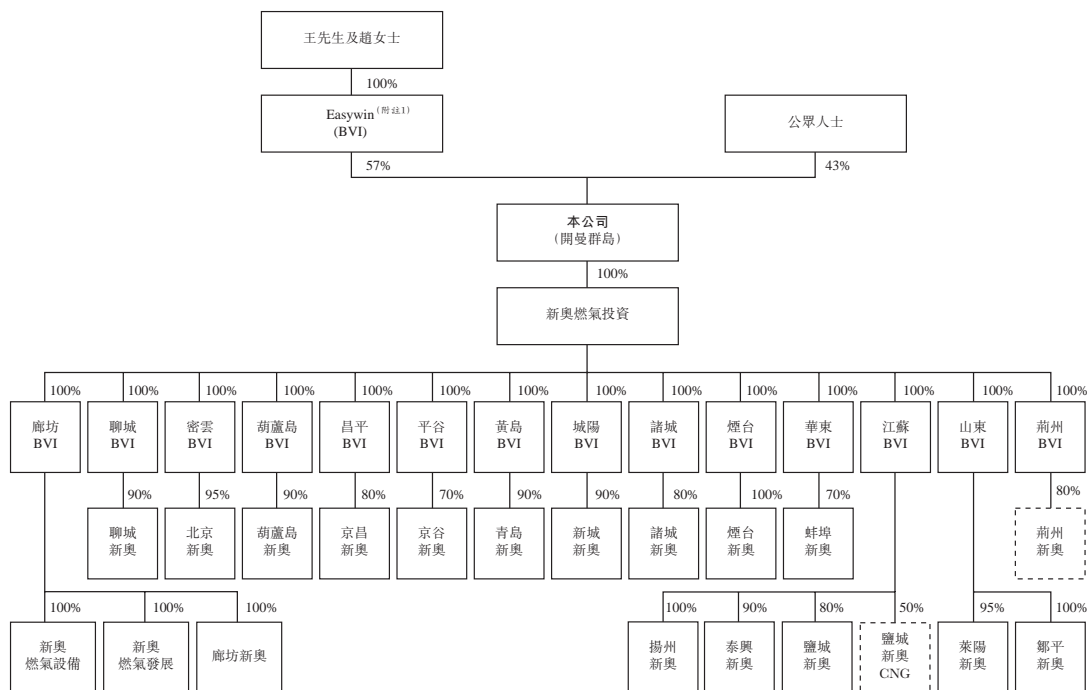 王先生及趙女士
100%
Easywin(附註1)
(BVI)
公眾人士
57%
43%
本公司
(開曼群島)
100%
新奧燃氣投資
100% 100% 100% 100% 100% 100% 100% 100% 100% 100% 100% 100% 100% 100%
廊坊 聊城 密雲 葫蘆島 昌平 平谷 黃島 城陽 諸城 煙台 華東 江蘇 山東 荊州
BVI BVI BVI BVI BVI BVI BVI BVI BVI BVI BVI BVI BVI BVI
90% 95% 90% 80% 70% 90% 90% 80% 100% 70% 80%
聊城 北京 葫蘆島 京昌 京谷 青島 新城 諸城 煙台 蚌埠 荊州
新奧 新奧 新奧 新奧 新奧 新奧 新奧 新奧 新奧 新奧 新奧
100% 100% 100% 100% 90% 80% 50% 95% 100%
新奧
燃氣設備
新奧
燃氣發展
廊坊新奧
揚州
新奧
泰興
新奧
鹽城
新奧
鹽城
新奧
CNG
萊陽
新奧
鄒平
新奧